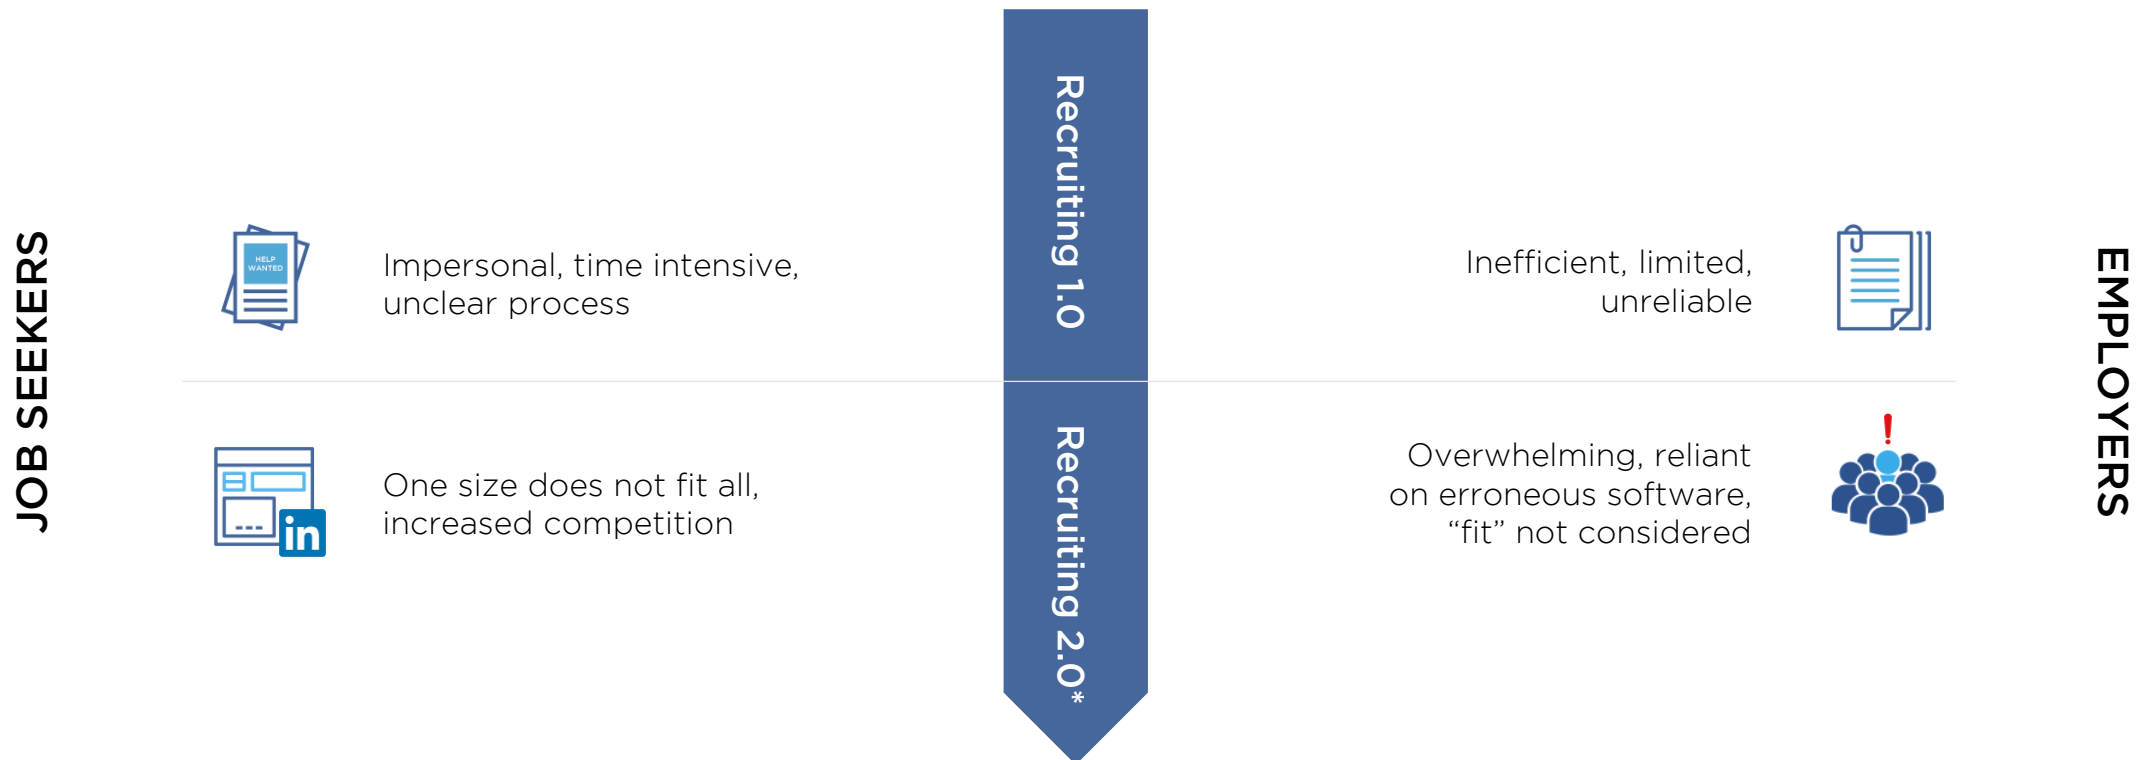 JOB SEEKERS
Recruiting 1.0
HELP
WANTED
Impersonal, time intensive,
unclear process
Inefficient, limited,
unreliable
Recruiting 2.0*
in
One size does not fit all,
increased competition
Overwhelming, reliant
on erroneous software,
“fit” not considered
!
EMPLOYERS